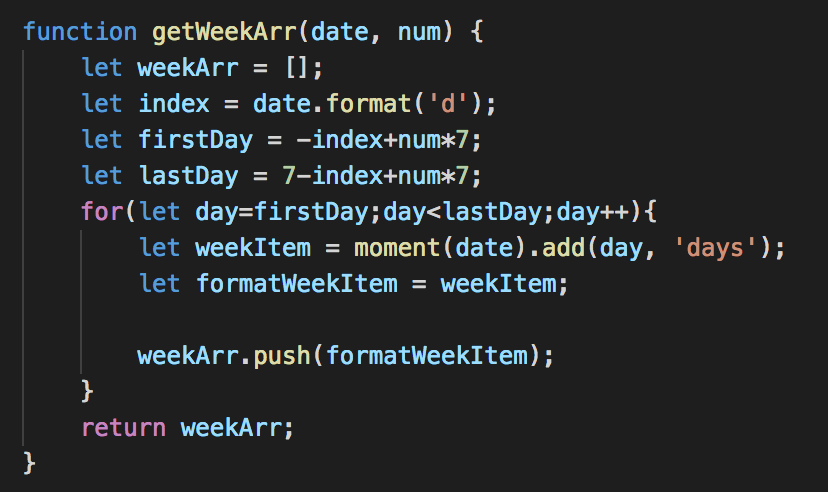 function getWeekArr(date, num) {
    let weekArr = [];
    let index = date.format('d');
    let firstDay = -index+num*7;
    let lastDay = 7-index+num*7;
    for(let day=firstDay;day<lastDay;day++){
        let weekItem = moment(date).add(day, 'days');
        let formatWeekItem = weekItem;

        weekArr.push(formatWeekItem);
    }
    return weekArr;
}